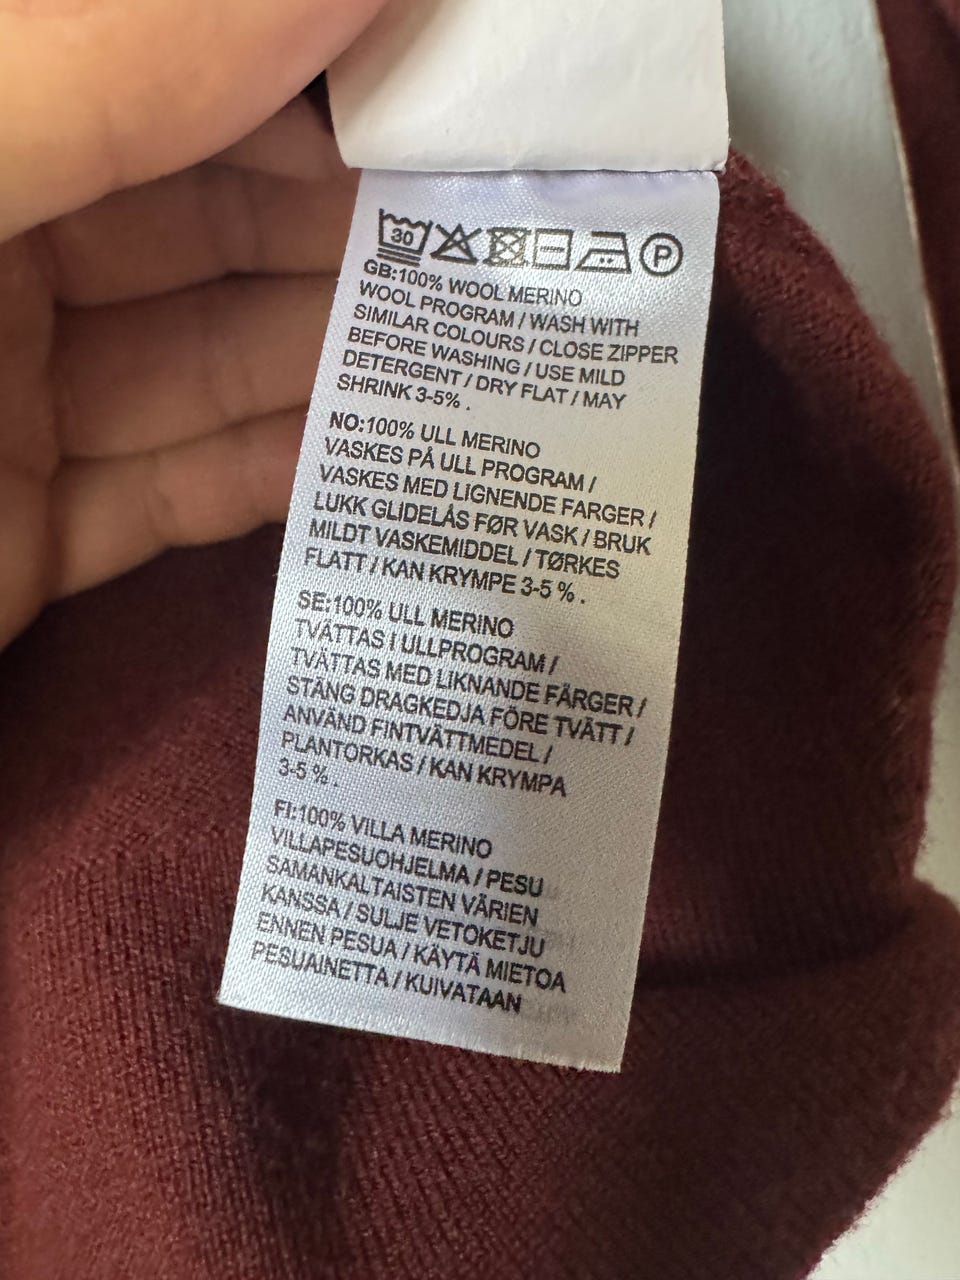 30 P
GB:100% WOOL MERINO
WOOL PROGRAM / WASH WITH
SIMILAR COLOURS / CLOSE ZIPPER
BEFORE WASHING / USE MILD
DETERGENT / DRY FLAT / MAY
SHRINK 3-5% .
NO:100% ULL MERINO
VASKES PÅ ULL PROGRAM /
VASKES MED LIGNENDE FARGER /
LUKK GLIDELÅS FØR VASK / BRUK
MILDT VASKEMIDDEL / TØRKES
FLATT / KAN KRYMPE 3-5 % .
SE:100% ULL MERINO
TVÄTTAS I ULLPROGRAM /
TVÄTTAS MED LIKNANDE FÄRGER /
STÄNG DRAGKEDJA FÖRE TVÄTT /
ANVÄND FINTVÄTTMEDEL /
PLANTORKAS / KAN KRYMPA
3-5 % .
FI:100% VILLA MERINO
VILLAPESUOHJELMA / PESU
SAMANKALTAISTEN VÄRIEN
KANSSA / SULJE VETOKETJU
ENNEN PESUA / KÄYTÄ MIETOA
PESUAINETTA / KUIVATAAN